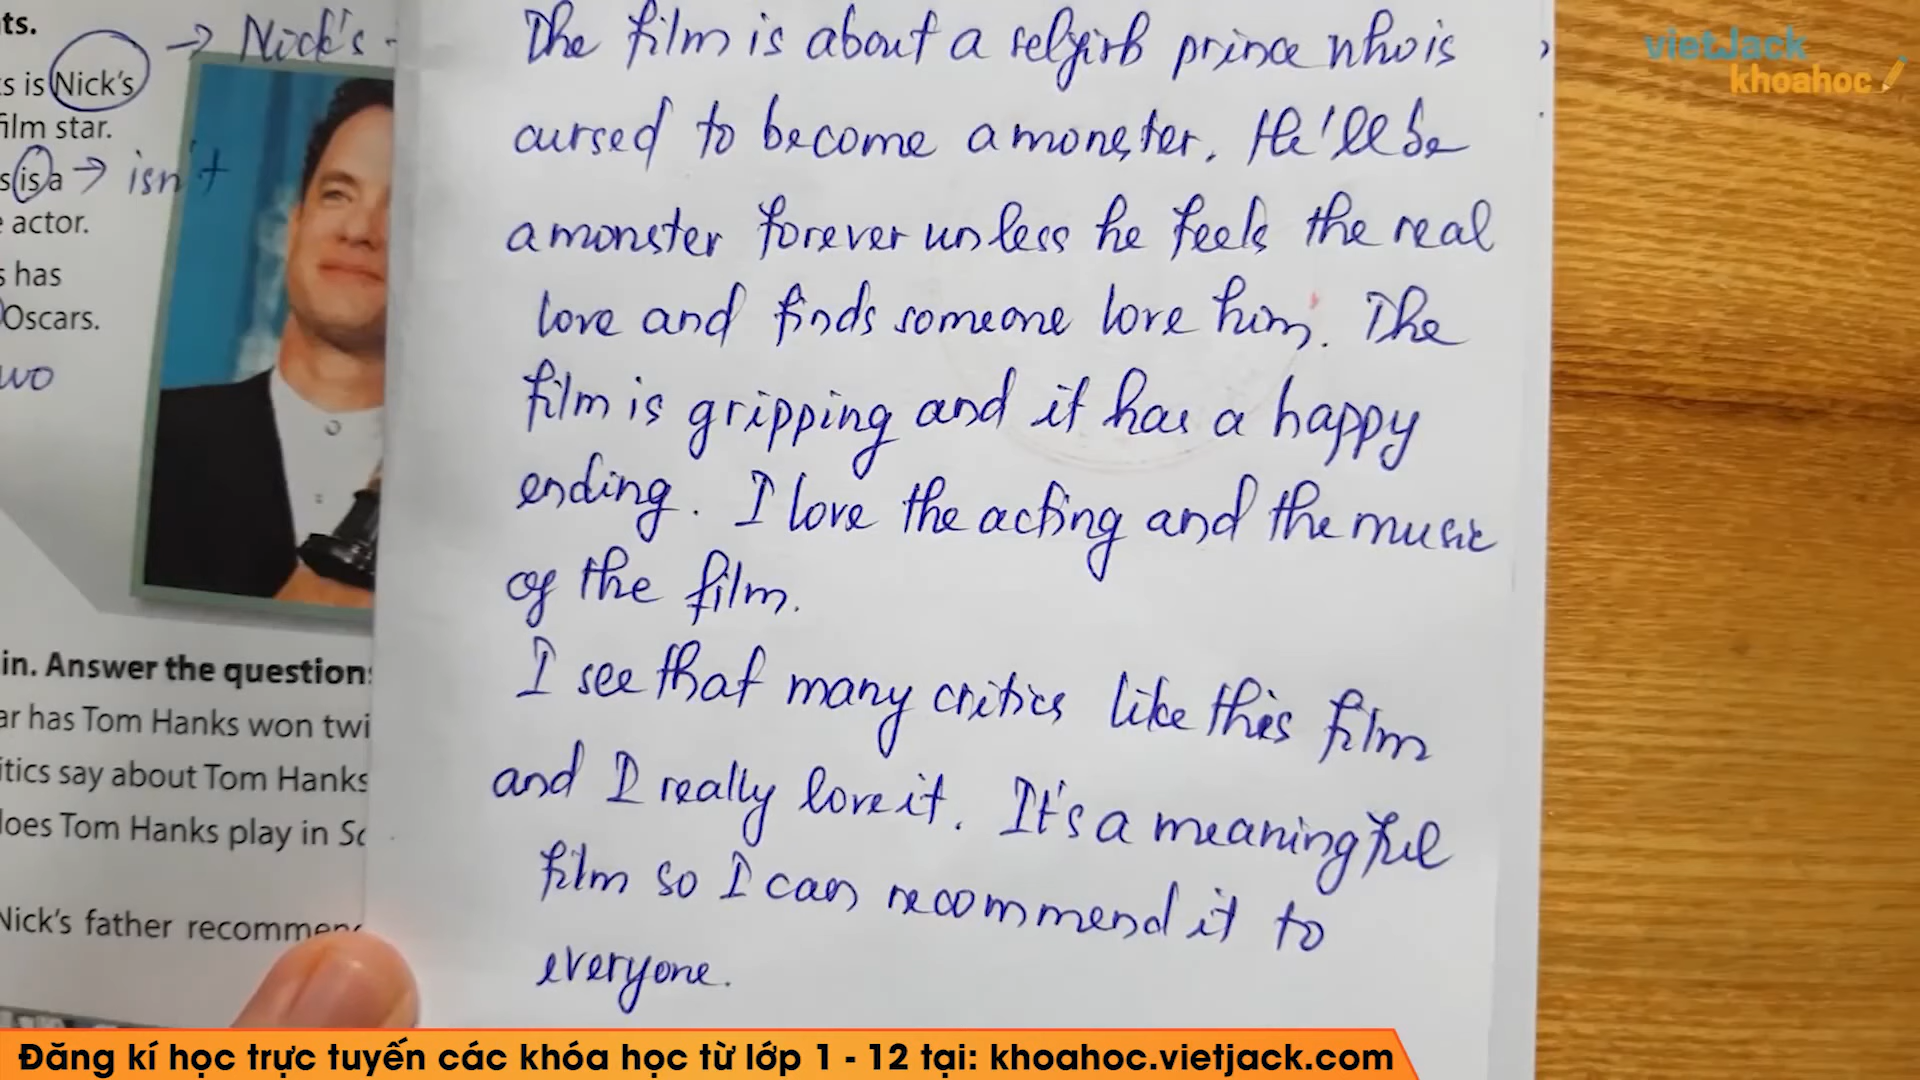 ts.
→ Nick's -
s is Nick's
film star.
s is a → isn't
actor.
s has
Oscars.
wo
in. Answer the question
ar has Tom Hanks won twi
itics say about Tom Hanks
does Tom Hanks play in Sc
Nick's father recommen
The film is about a selfish prince who is
cursed to become a monster. He'll be
a monster forever unless he feels the real
love and finds someone love him. The
film is gripping and it has a happy
ending. I love the acting and the music
of the film.
I see that many critics like this film
and I really love it. It's a meaningful
film so I can recommend it to
everyone.
vietJack
khoahoc
Đăng kí học trực tuyến các khóa học từ lớp 1 - 12 tại: khoahoc.vietjack.com